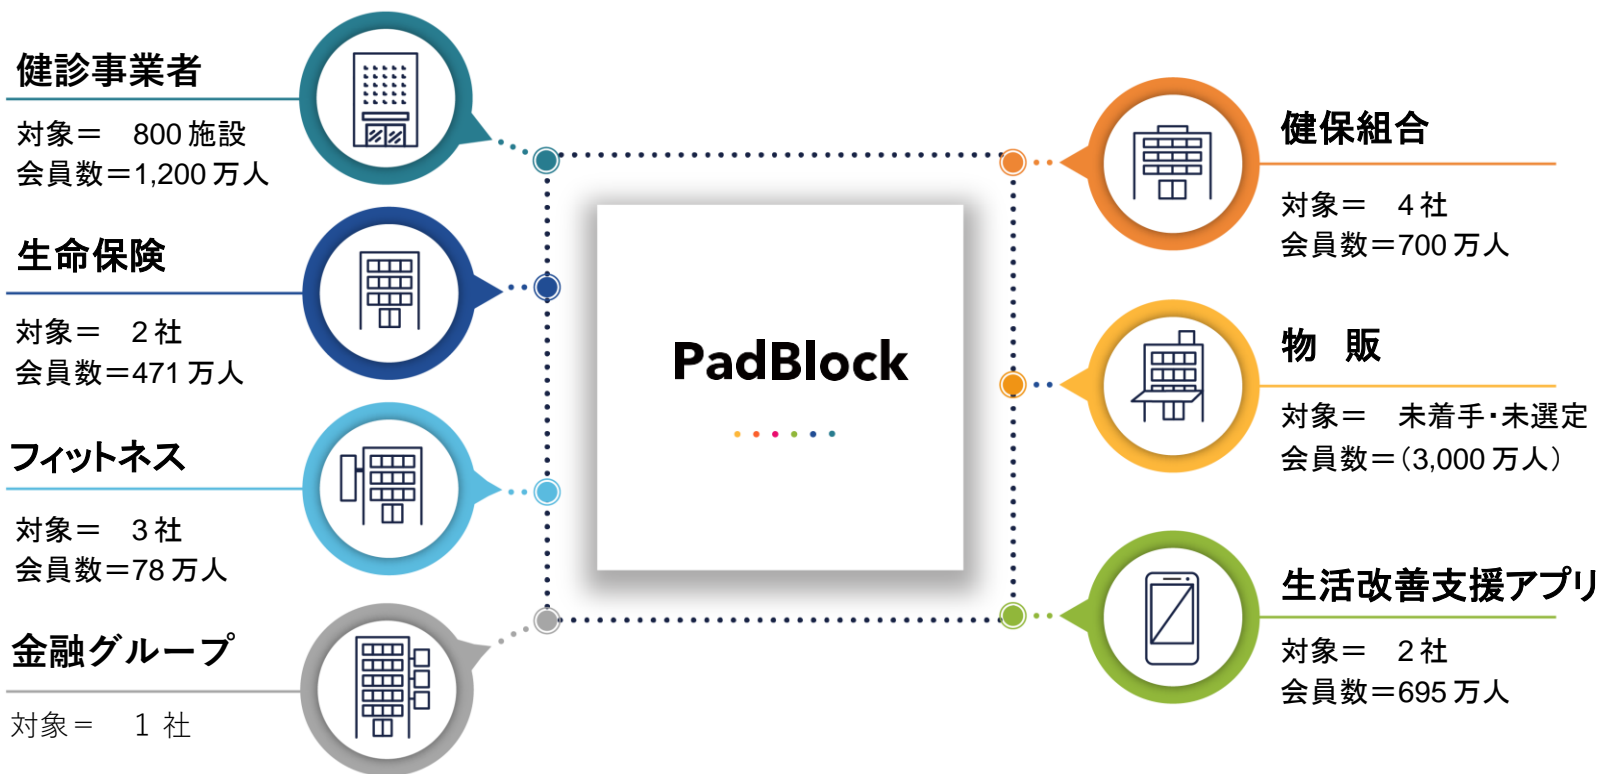 健診事業者
対象＝　800 施設
会員数＝1,200 万人
生命保険
対象＝　2 社
会員数＝471 万人
フィットネス
対象＝　3 社
会員数＝78 万人
金融グループ
対象＝　1 社
PadBlock
健保組合
対象＝　4 社
会員数＝700 万人
物　販
対象＝　未着手・未選定
会員数＝（3,000 万人）
生活改善支援アプリ
対象＝　2 社
会員数＝695 万人